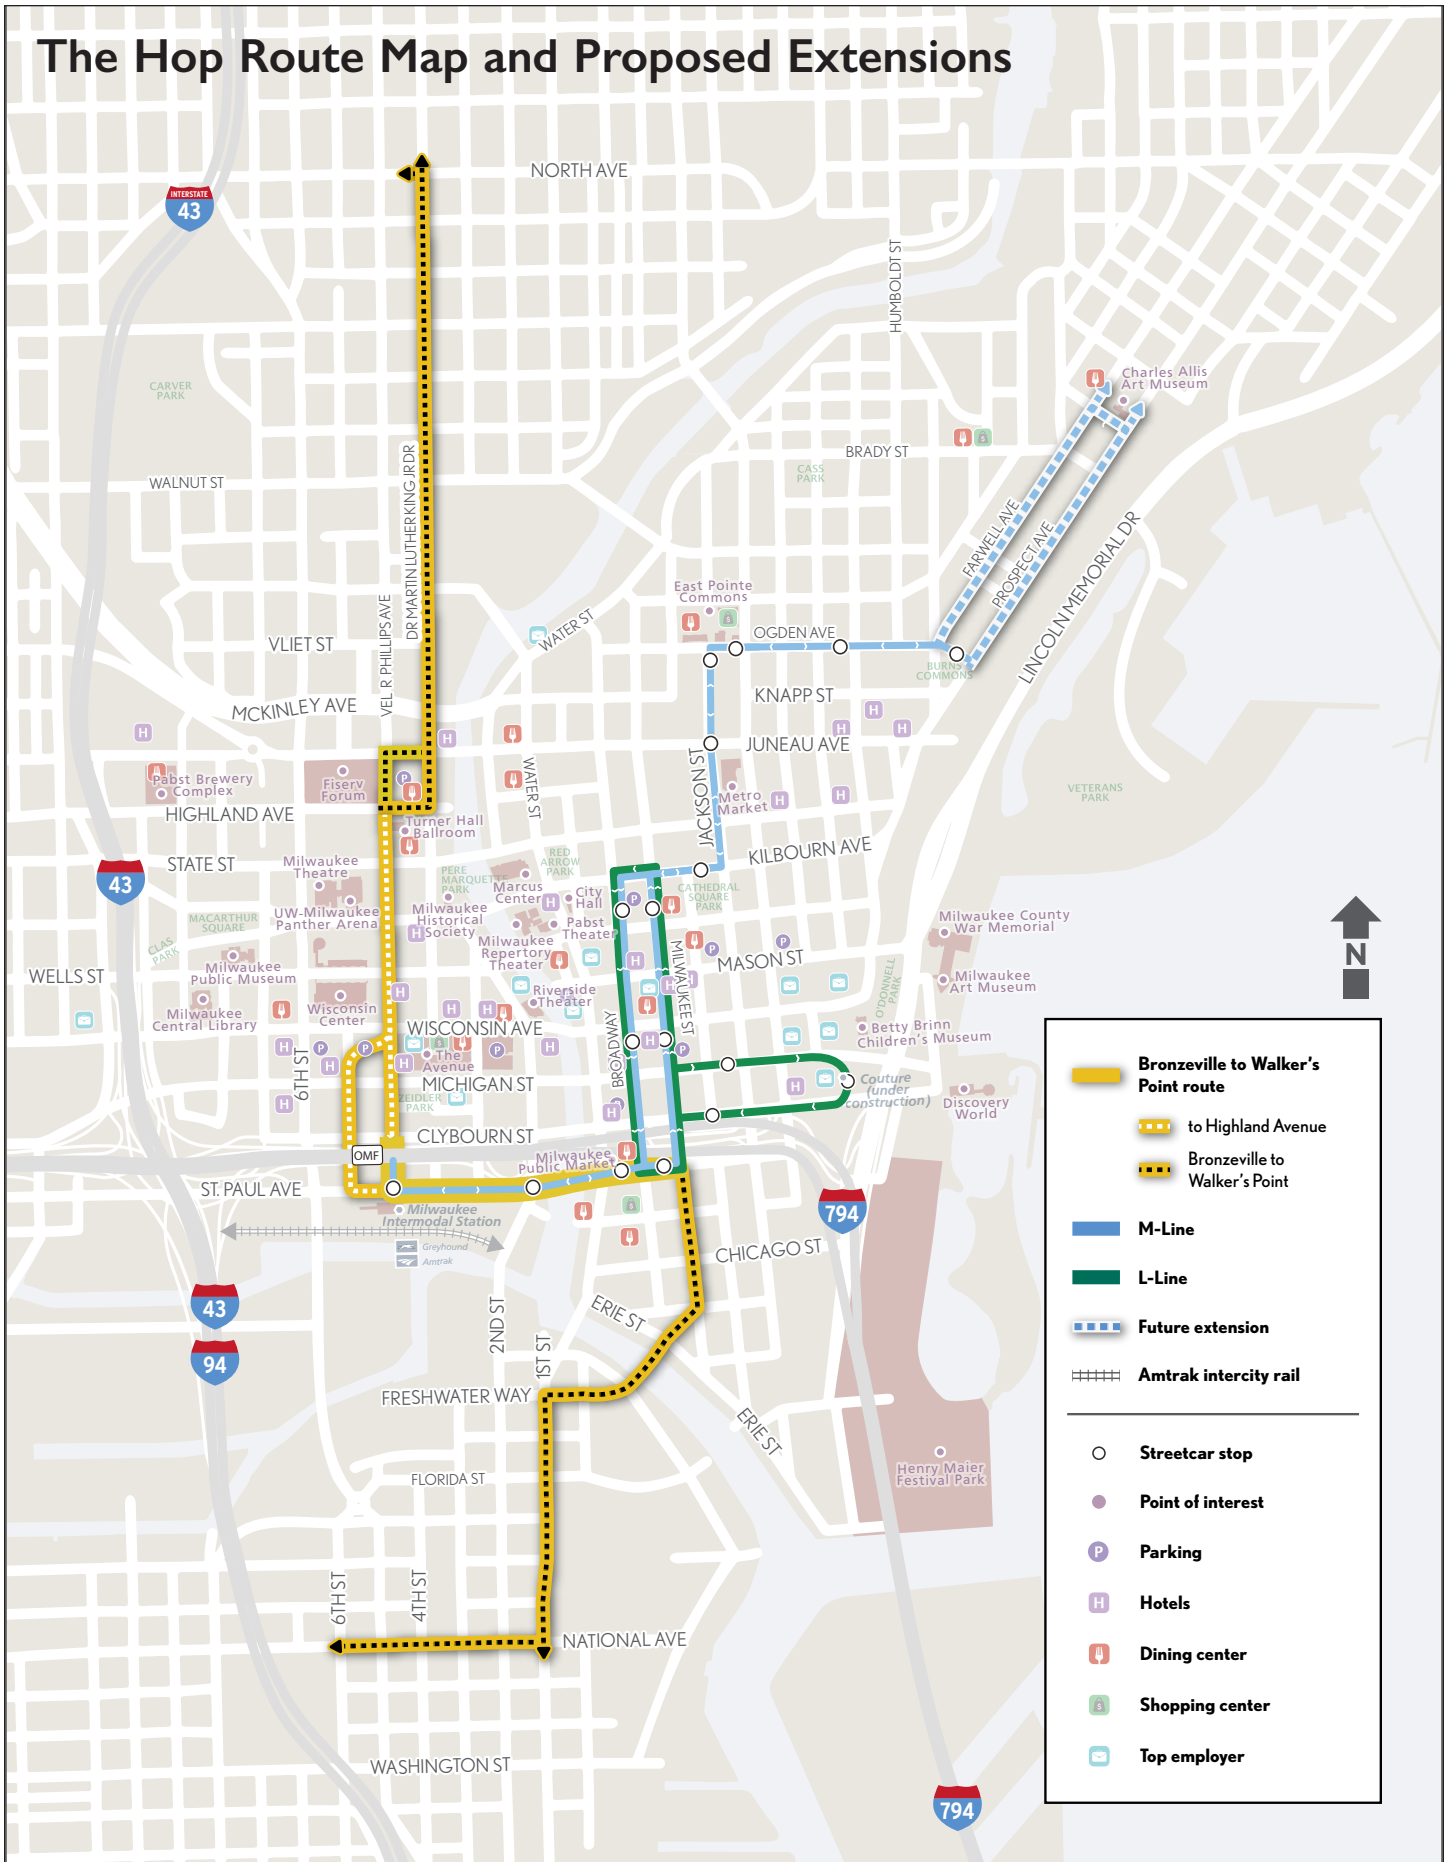 The Hop Route Map and Proposed Extensions
NORTH AVE
INTERSTATE
43
HUMBOLDT ST
CARVER
PARK
Charles Allis
Art Museum
BRADY ST
CASS
PARK
WALNUT ST
DR MARTIN LUTHER KING JR DR
FARWELL AVE
PROSPECT AVE
LINCOLN MEMORIAL DR
East Pointe
Commons
VEL R PHILLIPS AVE
WATER ST
OGDEN AVE
VLIET ST
BURNS
COMMONS
KNAPP ST
MCKINLEY AVE
H
H
H
H
H
JUNEAU AVE
JACKSON ST
WATER ST
Pabst Brewery
Complex
Fiserv
Forum
P
Metro
Market
H
H
VETERANS
PARK
HIGHLAND AVE
Turner Hall
Ballroom
STATE ST
KILBOURN AVE
43
Milwaukee
Theatre
RED
ARROW
PARK
PERE
MARQUETTE
PARK
Marcus
Center
City
Hall
H
P
CATHEDRAL
SQUARE
PARK
UW-Milwaukee
Panther Arena
MACARTHUR
SQUARE
Milwaukee
Historical
Society
H
Pabst
Theater
Milwaukee County
War Memorial
CLAS
PARK
Milwaukee
Repertory
Theater
MILWAUKEE ST
P
P
MASON ST
N
WELLS ST
Milwaukee
Public Museum
H
O'DONNELL
PARK
Milwaukee
Art Museum
Riverside
Theater
H
H
H
H
H
Milwaukee
Central Library
Wisconsin
Center
WISCONSIN AVE
BROADWAY
Betty Brinn
Children's Museum
6TH ST
H
P
P
H
H
The
Avenue
P
H
H
P
MICHIGAN ST
Couture
(under
construction)
H
ZEIDLER
PARK
H
P
H
Discovery
World
CLYBOURN ST
OMF
Milwaukee
Public Market
ST. PAUL AVE
Milwaukee
Intermodal Station
794
Greyhound
Amtrak
CHICAGO ST
43
94
2ND ST
1ST ST
ERIE ST
FRESHWATER WAY
ERIE ST
Henry Maier
Festival Park
FLORIDA ST
6TH ST
4TH ST
NATIONAL AVE
WASHINGTON ST
794
Bronzeville to Walker's
Point route
to Highland Avenue
Bronzeville to
Walker's Point
M-Line
L-Line
Future extension
Amtrak intercity rail
Streetcar stop
Point of interest
P
Parking
H
Hotels
Dining center
Shopping center
Top employer